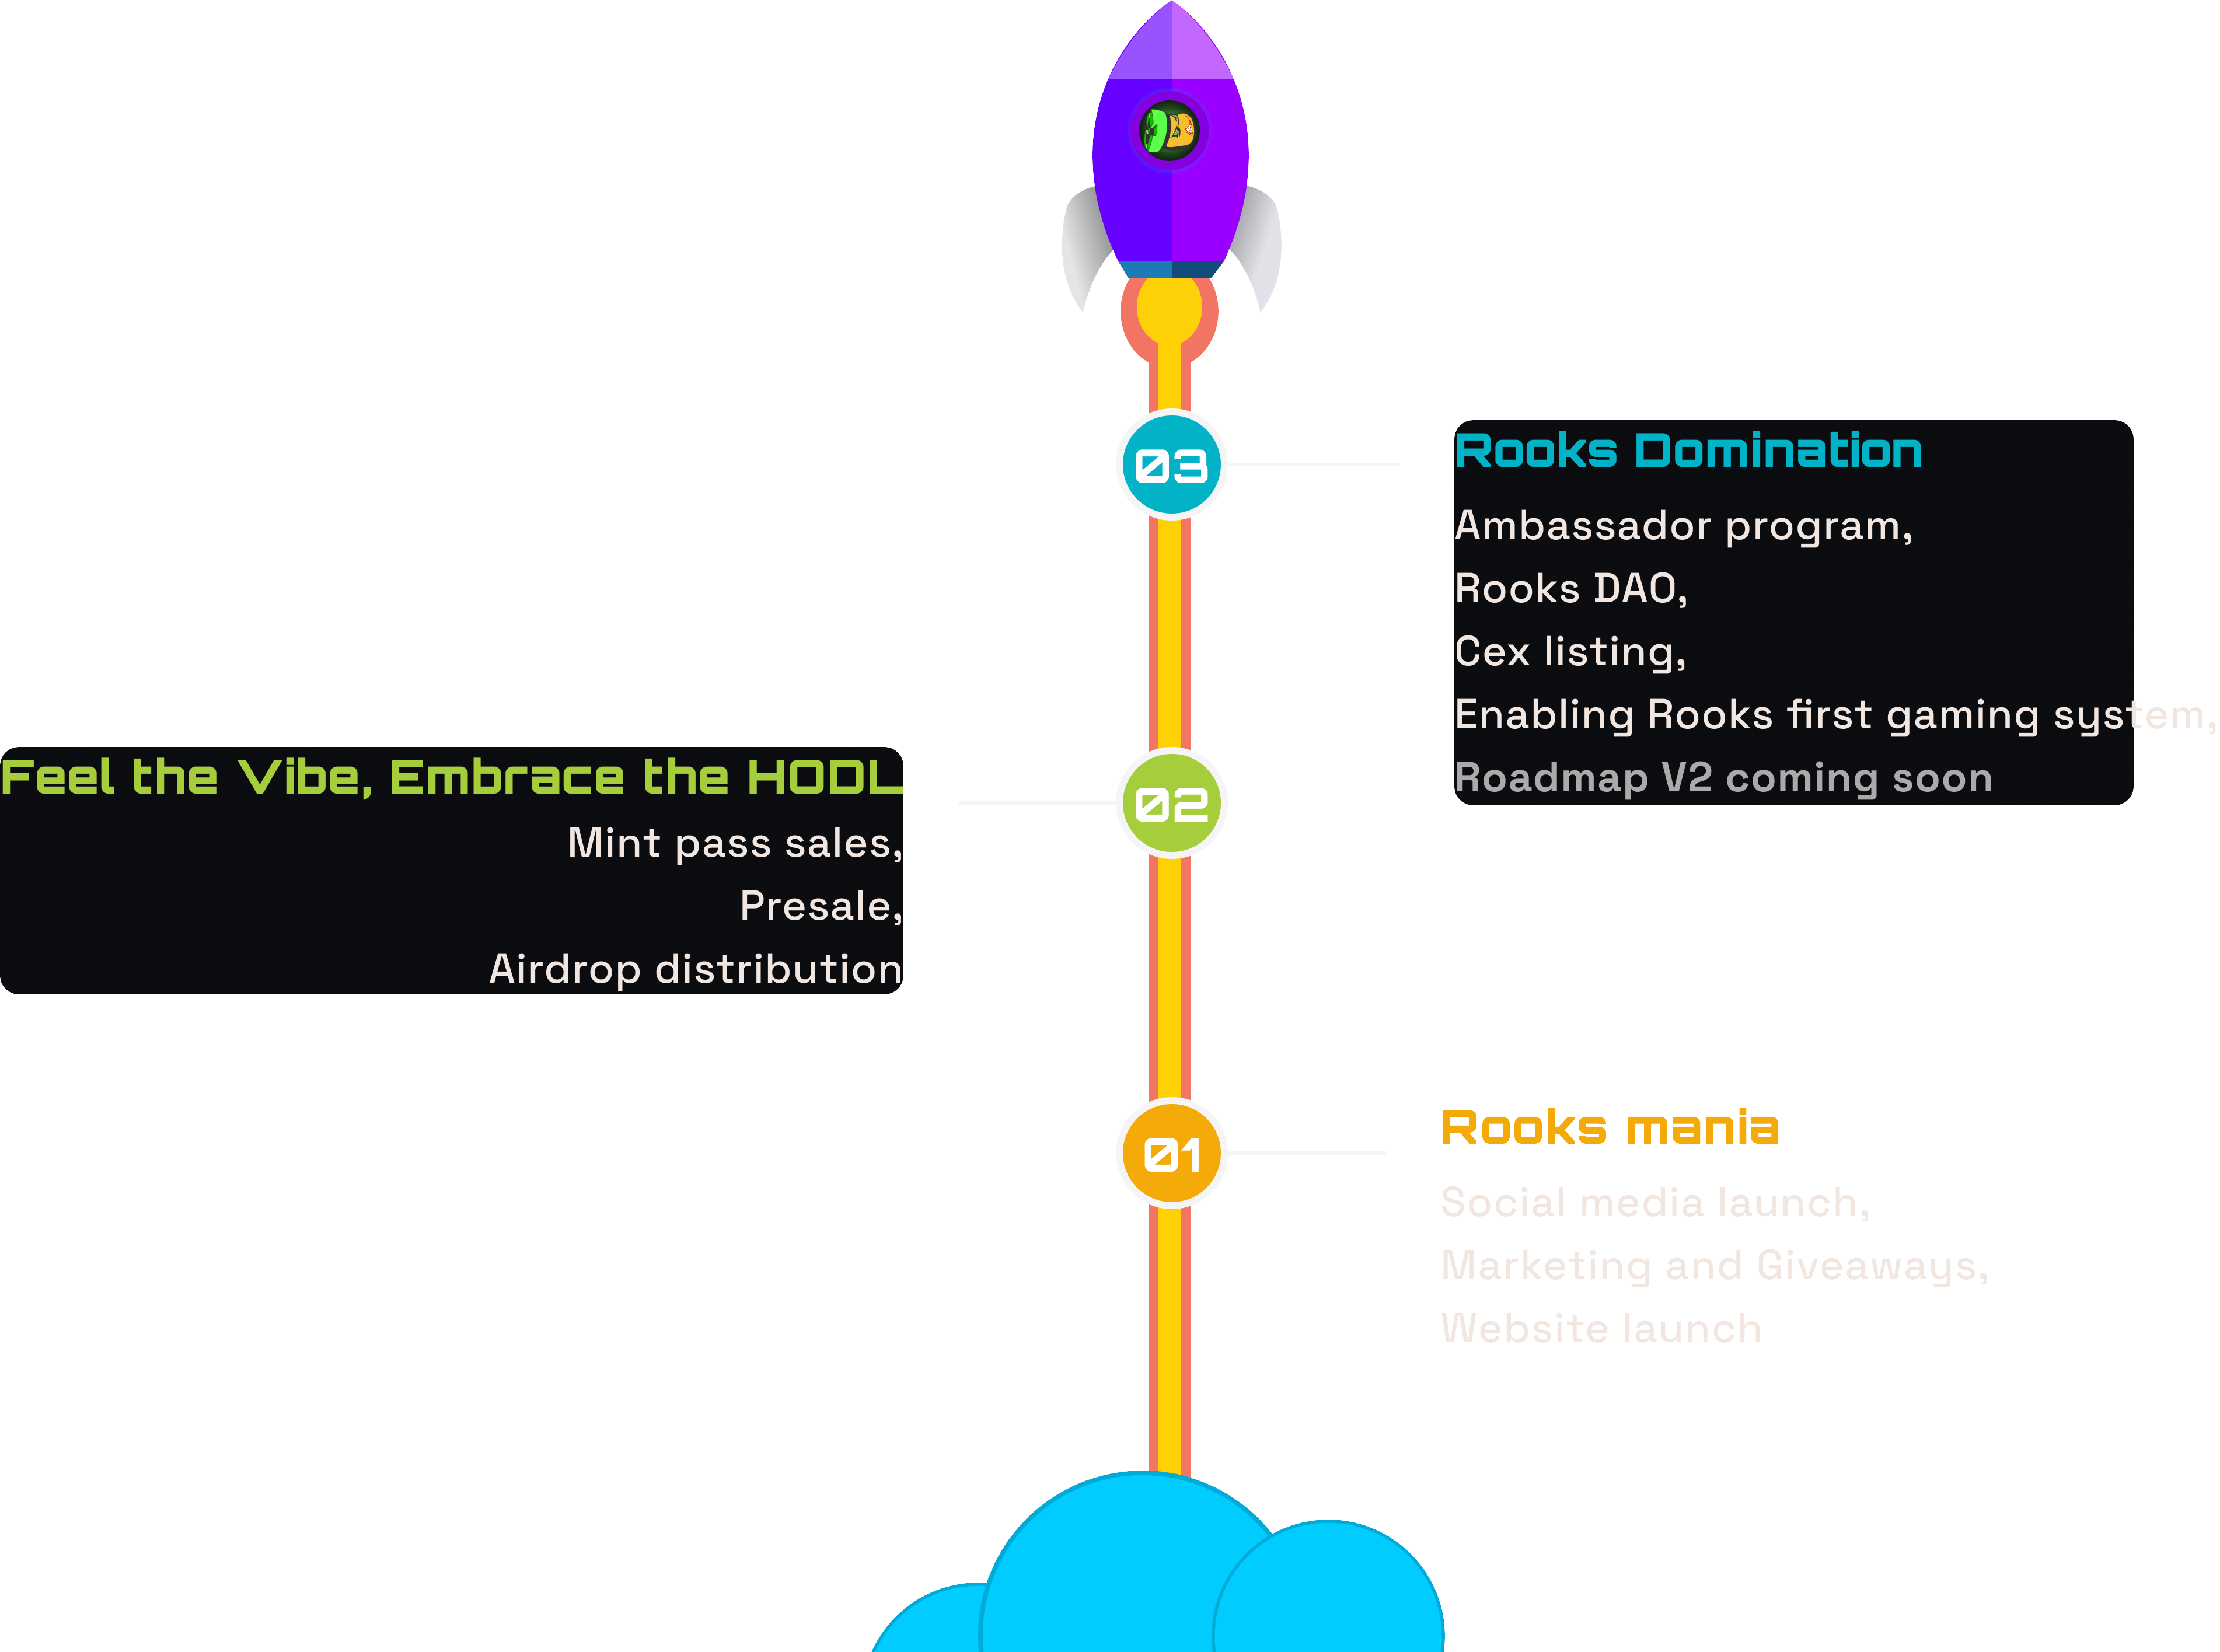 03
Rooks Domination
Ambassador program,
Rooks DAO,
Cex listing,
Enabling Rooks first gaming system,
Roadmap V2 coming soon
Feel the Vibe, Embrace the HODL
Mint pass sales,
Presale,
Airdrop distribution
02
01
Rooks mania
Social media launch,
Marketing and Giveaways,
Website launch